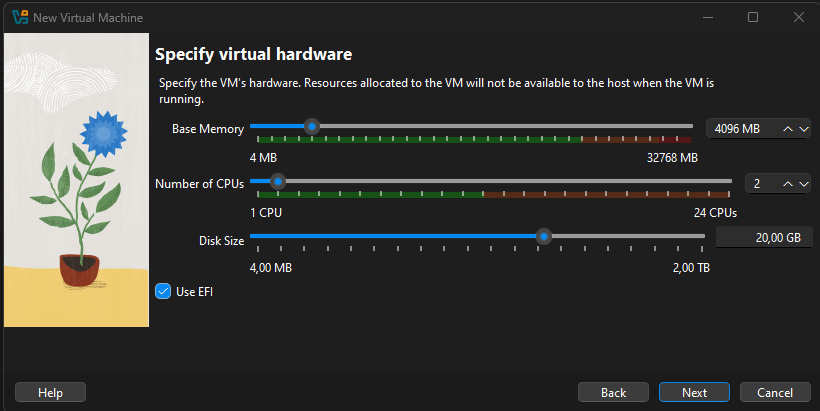 New Virtual Machine
Specify virtual hardware
Specify the VM's hardware. Resources allocated to the VM will not be available to the host when the VM is
running.
Base Memory
4096 MB
4 MB
32768 MB
Number of CPUs
2
1 CPU
24 CPUs
Disk Size
20,00 GB
4,00 MB
2,00 TB
Use EFI
Help
Back
Next
Cancel